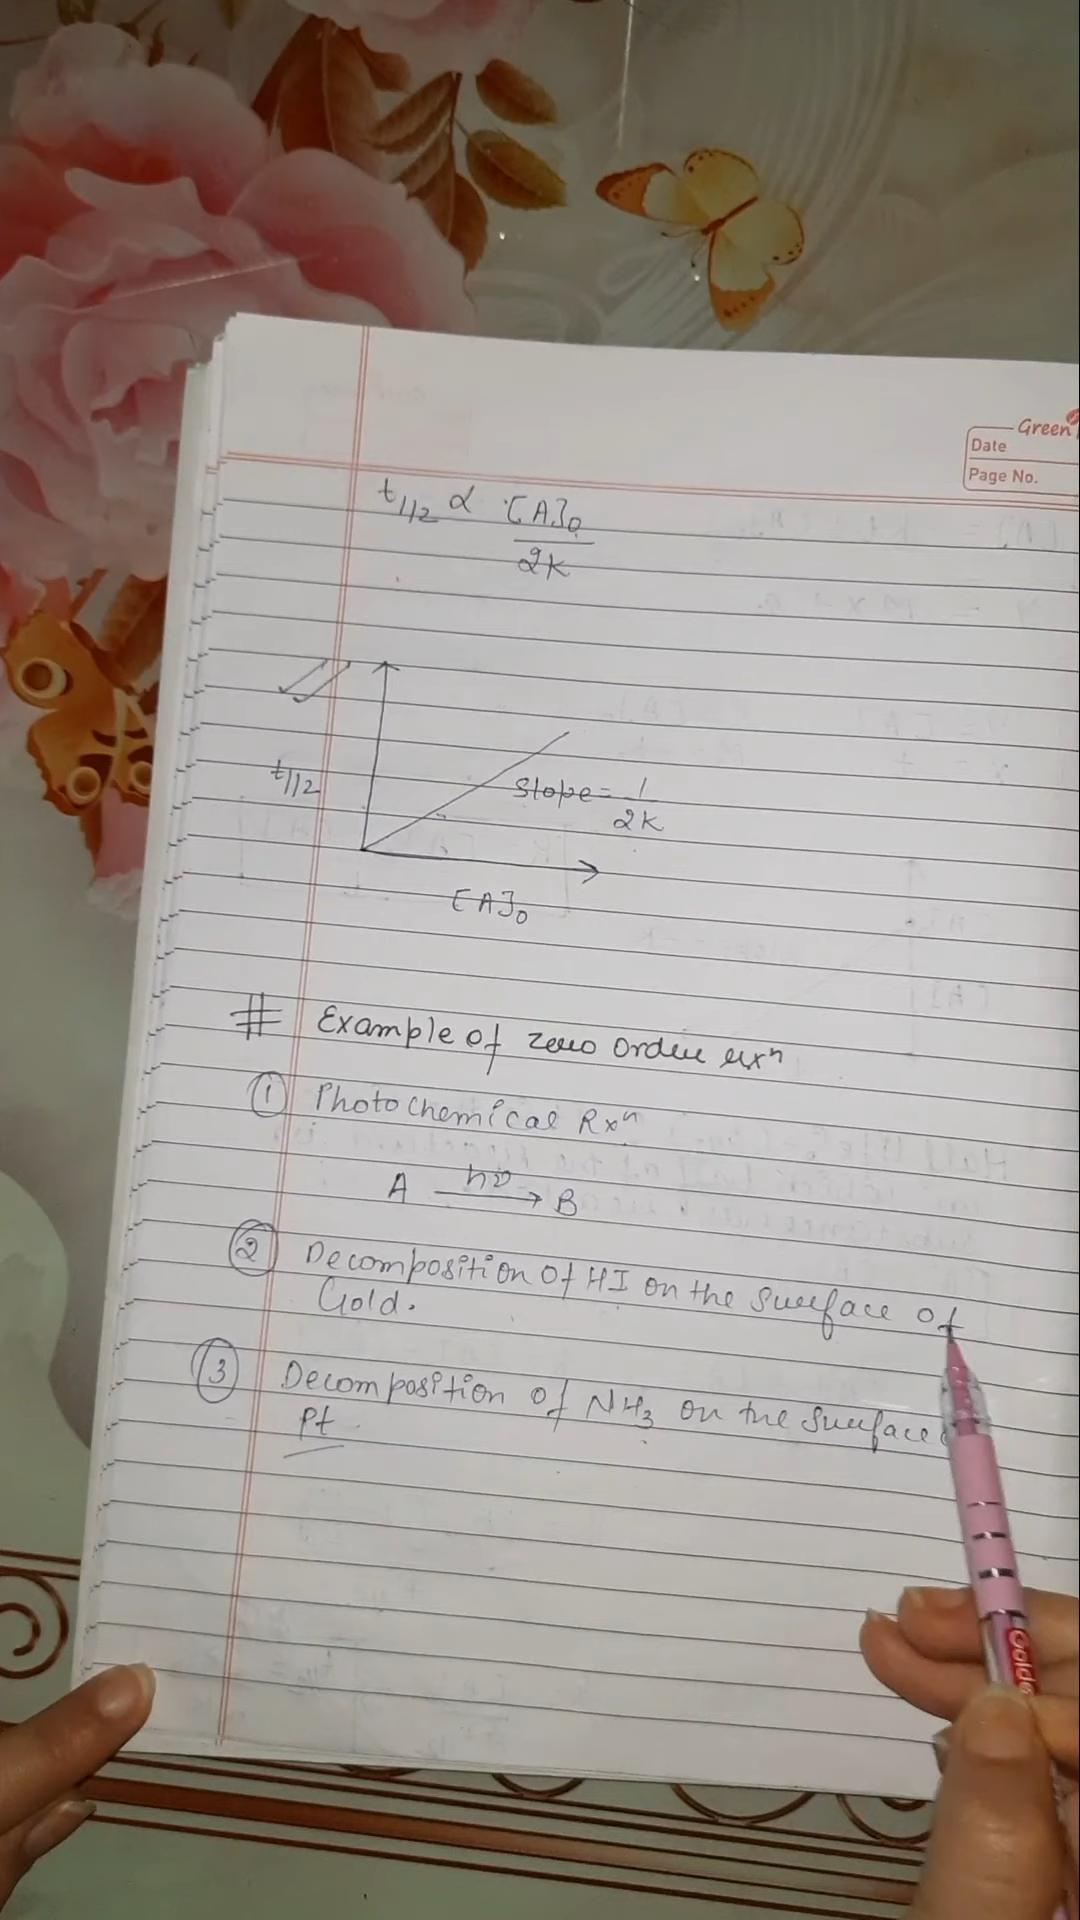 Green
Date
Page No.
t1/2 α [A]₀
2K
t1/2
Slope = 1
2K
[A]₀
# Example of zero order rxⁿ
① Photochemical Rxⁿ
A hν → B
② Decomposition of HI on the surface of
Gold.
③ Decomposition of NH₃ on the surface
Pt